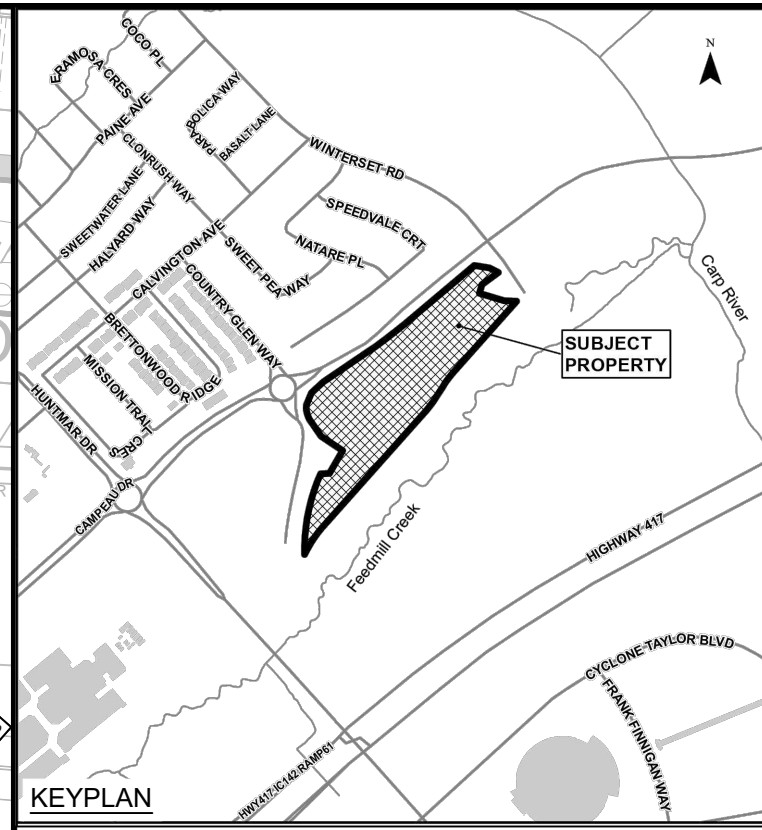 COCO PL
ERAMOSA CRES
PAINE AVE
BOLICA WAY
PARA
BASALT LANE
CLONRUSH WAY
WINTERSET RD
SWEETWATER LANE
HALYARD WAY
SPEEDVALE CRT
CALVINGTON AVE
SWEET PEA WAY
NATARE PL
COUNTRY GLEN WAY
BRETTONWOOD RIDGE
MISSION TRAIL CRES
HUNTMAR DR
CAMPEAU DR
N
Carp River
SUBJECT
PROPERTY
Feedmill Creek
HIGHWAY 417
CYCLONE TAYLOR BLVD
FRANK FINNIGAN WAY
HWY417 IC142 RAMP61
KEYPLAN